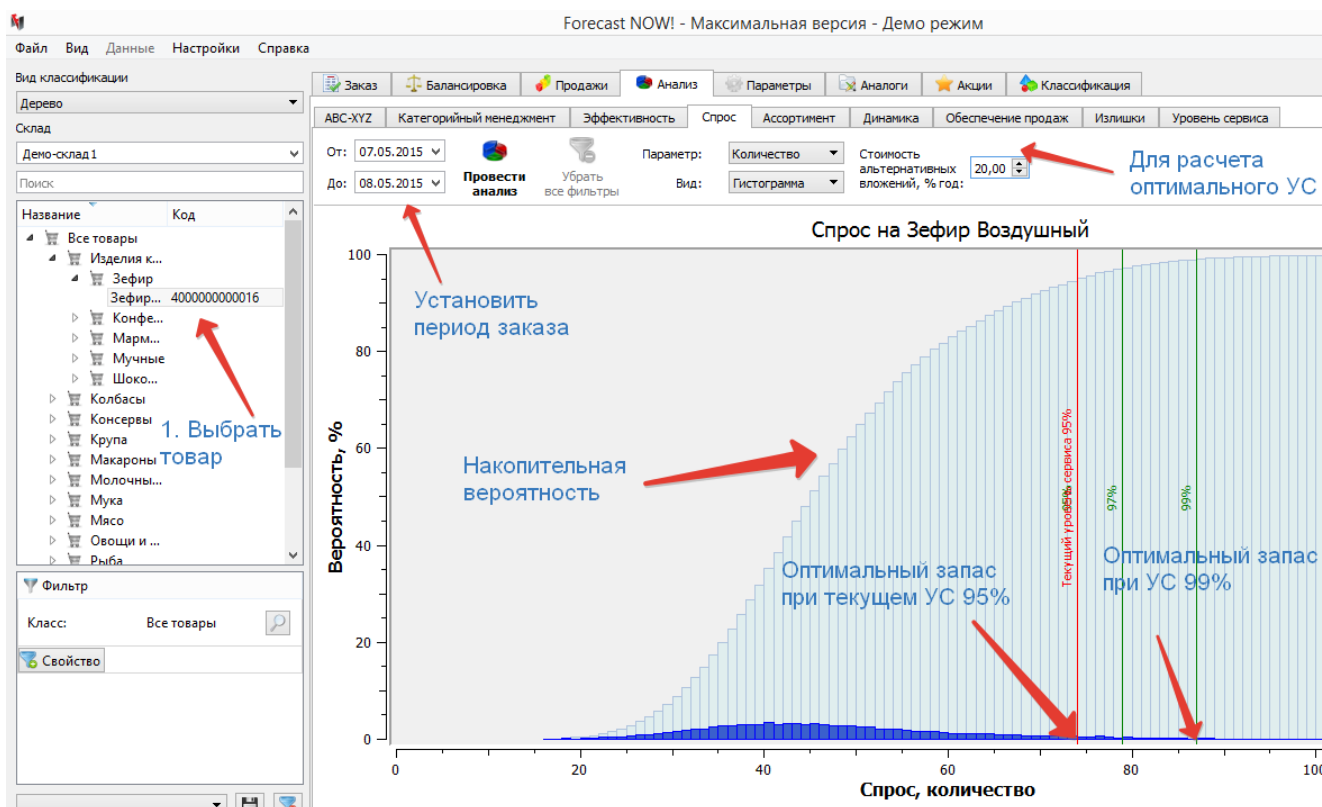 Forecast NOW! - Максимальная версия - Демо режим
Файл Вид Данные Настройки Справка
Вид классификации
Дерево
Склад
Демо-склад1
Поиск
Название Код
Все товары
Изделия к...
Зефир
Зефир... 4000000000016
Конфе...
Марм...
Мучные
Шоко...
Колбасы
Консервы
Крупа
Макароны
Молочны...
Мука
Мясо
Овощи и ...
Рыба
1. Выбрать
товар
Фильтр
Класс: Все товары
Свойство
Заказ Балансировка Продажи Анализ Параметры Аналоги Акции Классификация
ABC-XYZ Категорийный менеджмент Эффективность Спрос Ассортимент Динамика Обеспечение продаж Излишки Уровень сервиса
От: 07.05.2015
До: 08.05.2015
Провести
анализ
Убрать
все фильтры
Параметр: Количество
Вид: Гистограмма
Стоимость
альтернативных
вложений, % год:
20,00
Для расчета
оптимального УС
Спрос на Зефир Воздушный
Установить
период заказа
Накопительная
вероятность
Оптимальный запас
при текущем УС 95%
Оптимальный запас
при УС 99%
Текущий уровень сервиса 95%
95%
97%
99%
Вероятность, %
100
80
60
40
20
0
0 20 40 60 80 100
Спрос, количество